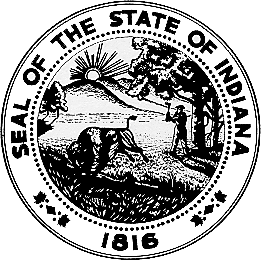 SEAL OF THE STATE OF INDIANA
1816